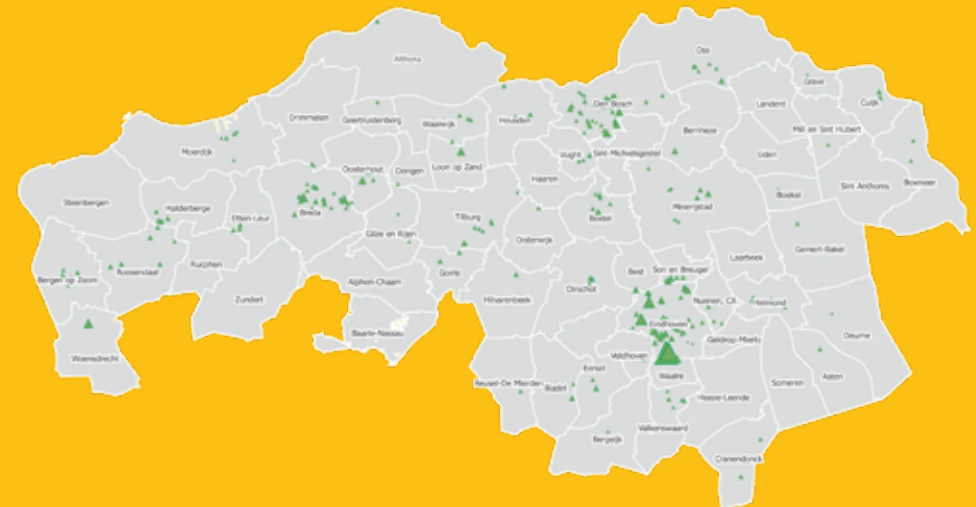 Altena
Oss
Grave
Cuijk
Den Bosch
Landerd
Drimmelen
Geertruidenberg
Waalwijk
Heusden
Bernheze
Mill en Sint Hubert
Moerdijk
Vught
Sint-Michielsgestel
Uden
Oosterhout
Dongen
Loon op Zand
Haaren
Sint Anthonis
Boxmeer
Steenbergen
Halderberge
Etten-Leur
Breda
Tilburg
Boxtel
Meierijstad
Boekel
Gilze en Rijen
Oisterwijk
Gemert-Bakel
Bergen op Zoom
Roosendaal
Rucphen
Goirle
Best
Son en Breugel
Laarbeek
Zundert
Alphen-Chaam
Hilvarenbeek
Oirschot
Nuenen, CA
Helmond
Baarle-Nassau
Eindhoven
Geldrop-Mierlo
Deurne
Woensdrecht
Veldhoven
Eersel
Waalre
Reusel-De Mierden
Bladel
Heeze-Leende
Someren
Asten
Bergeijk
Valkenswaard
Cranendonck